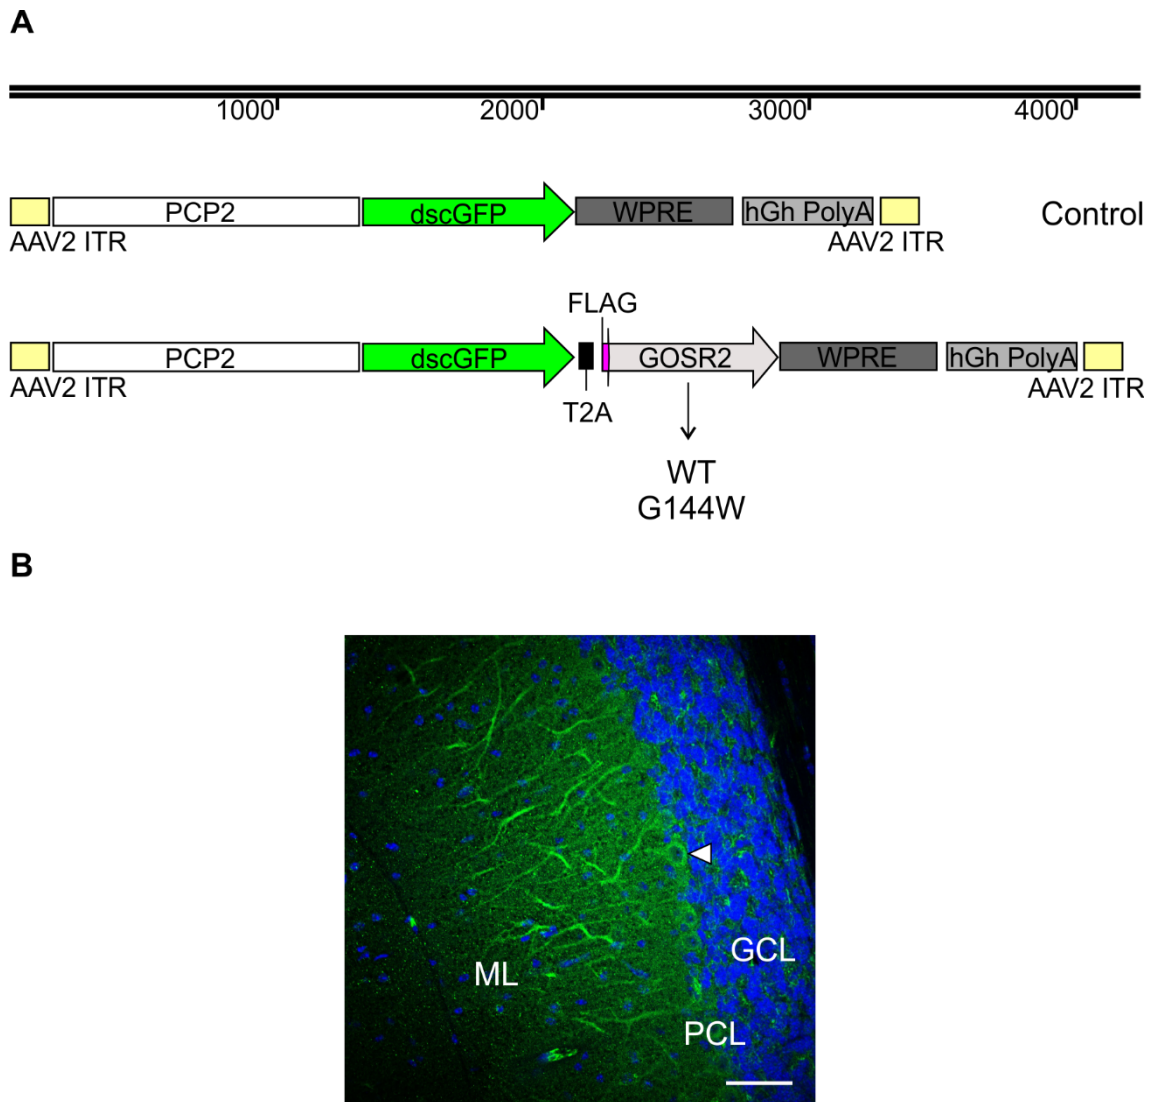 A
1000 2000 3000 4000
PCP2 dscGFP WPRE hGh PolyA Control
AAV2 ITR AAV2 ITR
FLAG
PCP2 dscGFP GOSR2 WPRE hGh PolyA
AAV2 ITR T2A AAV2 ITR
WT
G144W
B
GCL
ML
PCL